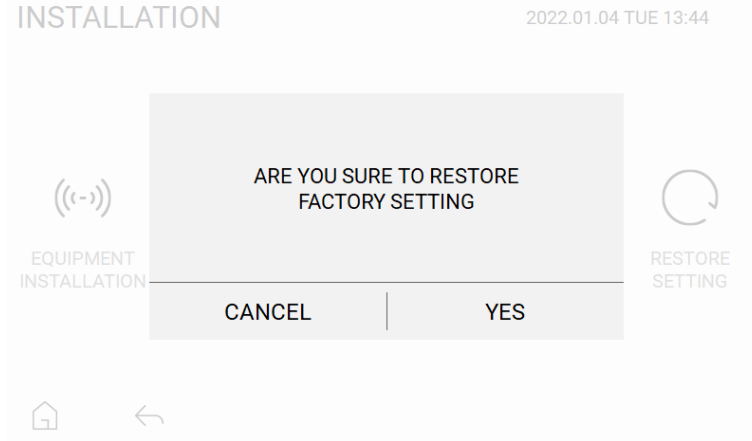 INSTALLATION
2022.01.04 TUE 13:44
ARE YOU SURE TO RESTORE
FACTORY SETTING
EQUIPMENT
INSTALLATION
RESTORE
SETTING
CANCEL
YES